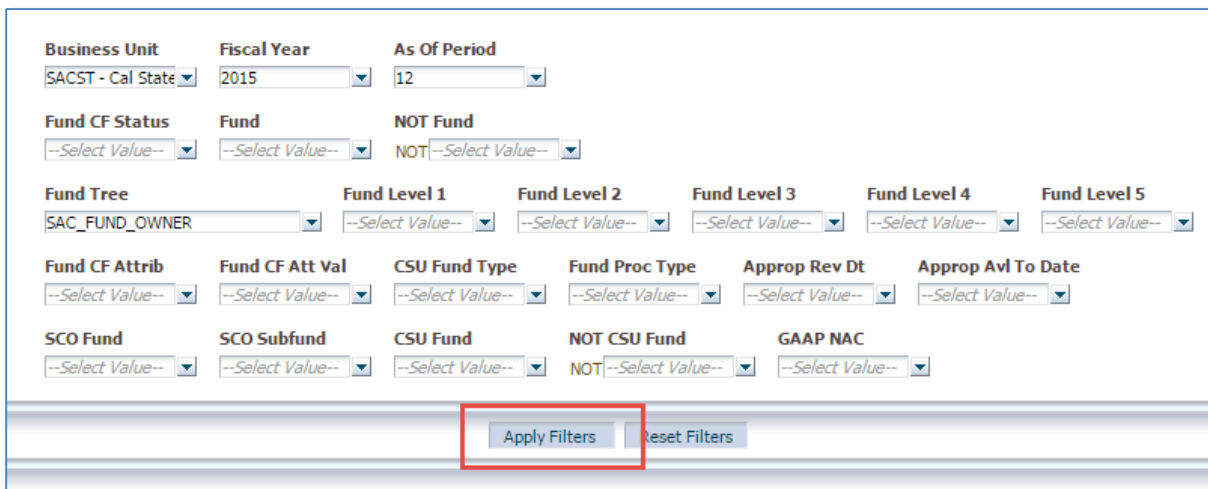 Business Unit Fiscal Year As Of Period
SACST - Cal State 2015 12
Fund CF Status Fund NOT Fund
--Select Value-- --Select Value-- NOT --Select Value--
Fund Tree Fund Level 1 Fund Level 2 Fund Level 3 Fund Level 4 Fund Level 5
SAC_FUND_OWNER --Select Value-- --Select Value-- --Select Value-- --Select Value-- --Select Value--
Fund CF Attrib Fund CF Att Val CSU Fund Type Fund Proc Type Approp Rev Dt Approp Avl To Date
--Select Value-- --Select Value-- --Select Value-- --Select Value-- --Select Value-- --Select Value--
SCO Fund SCO Subfund CSU Fund NOT CSU Fund GAAP NAC
--Select Value-- --Select Value-- --Select Value-- NOT --Select Value-- --Select Value--
Apply Filters Reset Filters